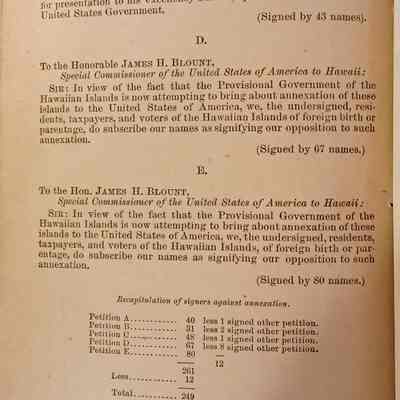 for presentation to his
United States Government.
(Signed by 43 names).
D.
To the Honorable JAMES H. BLOUNT,
Special Commissioner of the United States of America to Hawaii:
SIR: In view of the fact that the Provisional Government of the
Hawaiian Islands is now attempting to bring about annexation of these
islands to the United States of America, we, the undersigned, resi-
dents, taxpayers, and voters of the Hawaiian Islands of foreign birth or
parentage, do subscribe our names as signifying our opposition to such
annexation.
(Signed by 67 names.)
E.
To the Hon. JAMES H. BLOUNT,
Special Commissioner of the United States of America to Hawaii:
SIR: In view of the fact that the Provisional Government of the
Hawaiian Islands is now attempting to bring about annexation of these
islands to the United States of America, we, the undersigned, residents,
taxpayers, and voters of the Hawaiian Islands, of foreign birth or par-
entage, do subscribe our names as signifying our opposition to such
annexation.
(Signed by 80 names.)
Recapitulation of signers against annexation.
Petition A............ 40 less 1 signed other petition.
Petition B............ 31 less 2 signed other petition.
Petition C............ 48 less 1 signed other petition.
Petition D............ 67 less 8 signed other petition.
Petition E............ 80
12
261
Less............ 12
Total............ 249